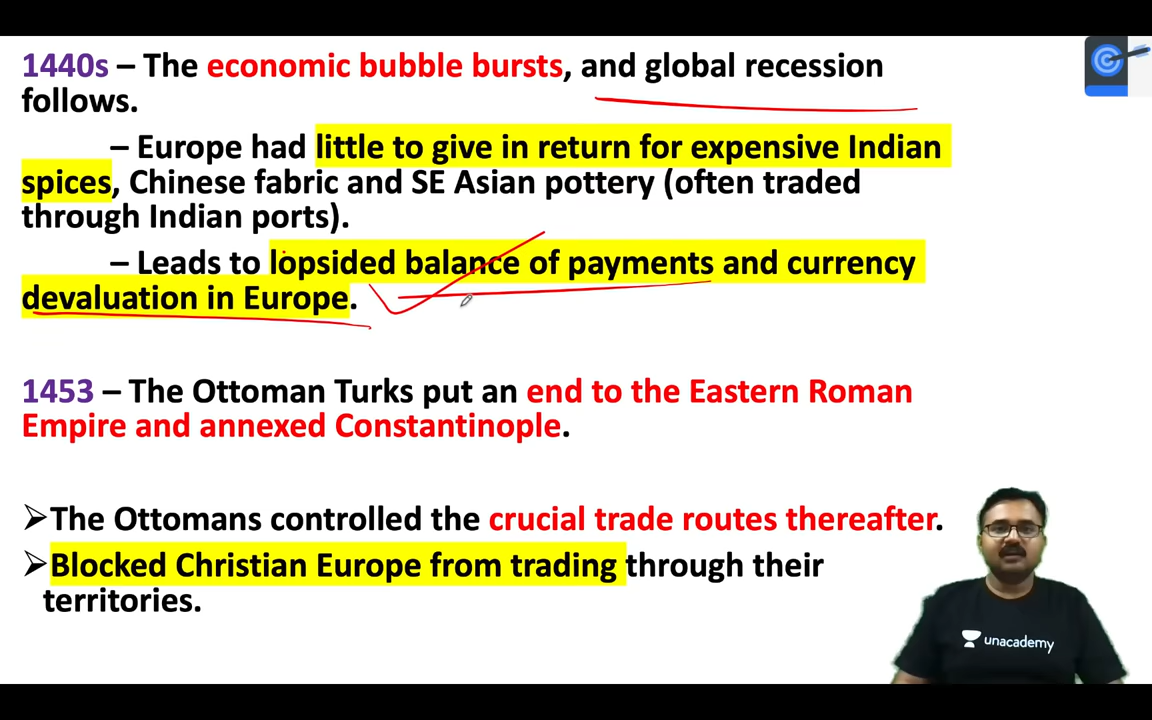 1440s – The economic bubble bursts, and global recession
follows.
– Europe had little to give in return for expensive Indian
spices, Chinese fabric and SE Asian pottery (often traded
through Indian ports).
– Leads to lopsided balance of payments and currency
devaluation in Europe.
1453 – The Ottoman Turks put an end to the Eastern Roman
Empire and annexed Constantinople.
➢The Ottomans controlled the crucial trade routes thereafter.
➢Blocked Christian Europe from trading through their
territories.
unacademy